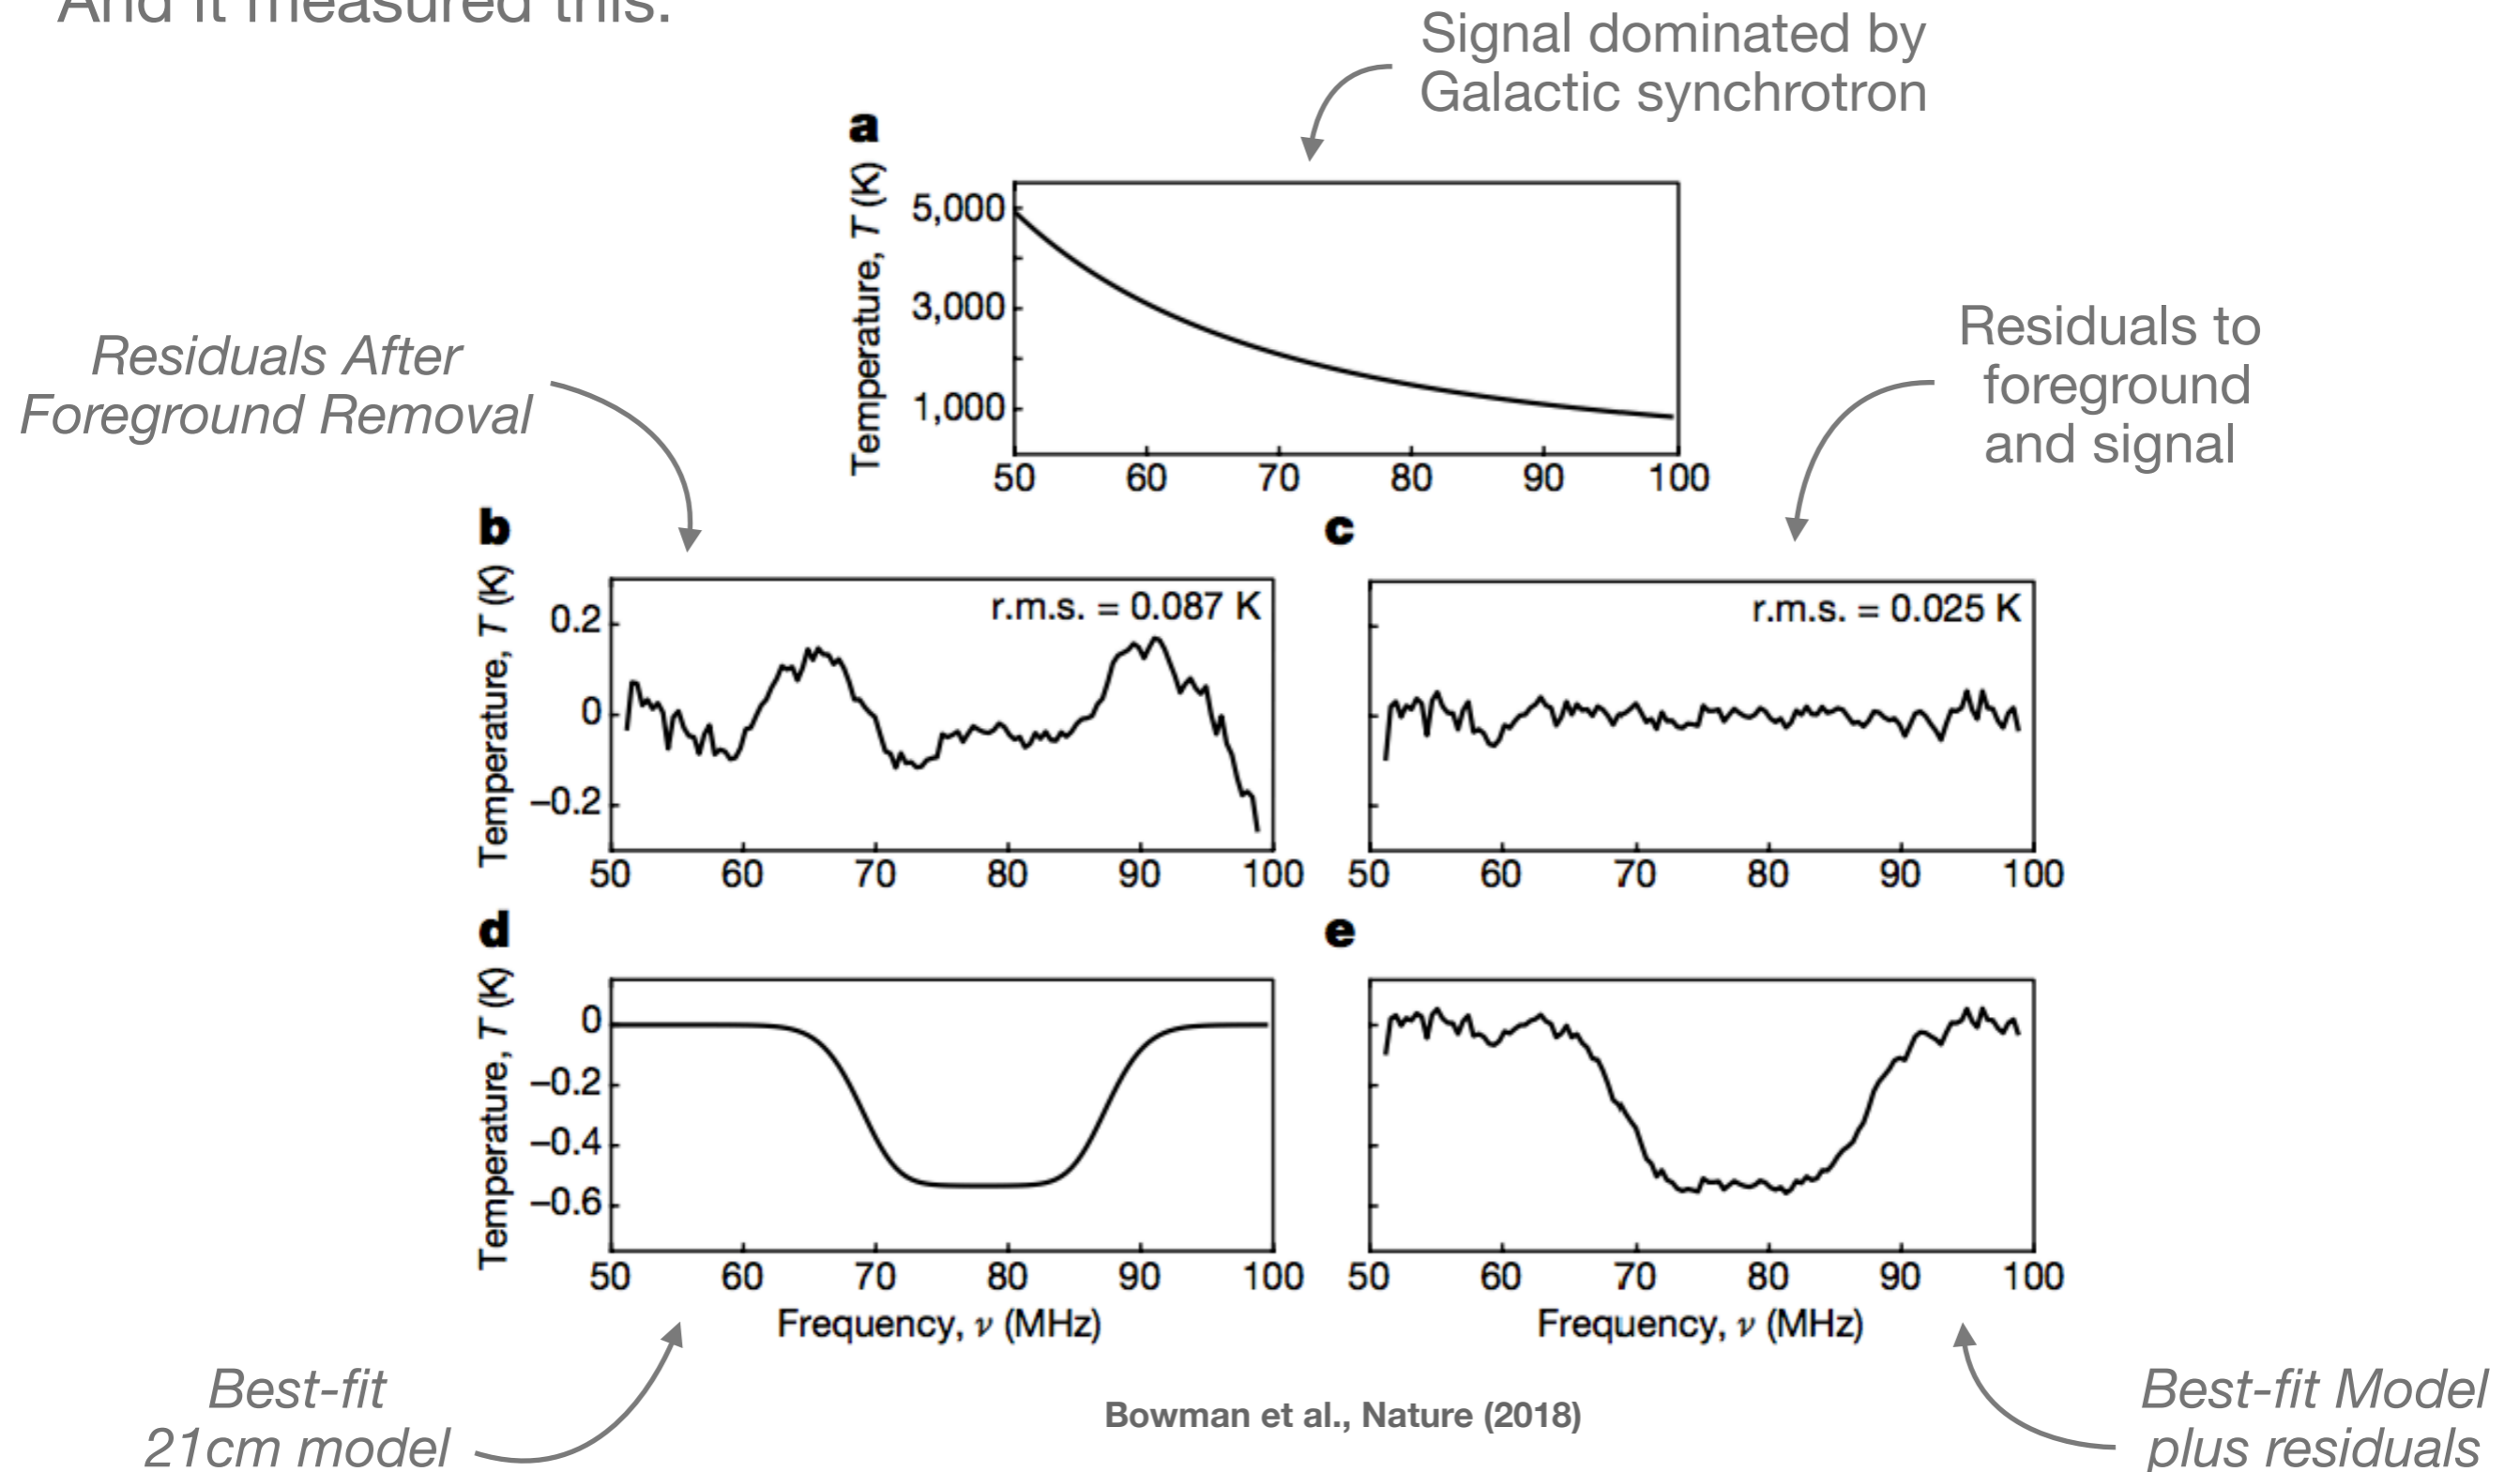 And it measured this:
Signal dominated by
Galactic synchrotron
a
Temperature, T (K)
5,000
3,000
1,000
50 60 70 80 90 100
Residuals After
Foreground Removal
Residuals to
foreground
and signal
b
Temperature, T (K)
0.2
0
−0.2
r.m.s. = 0.087 K
50 60 70 80 90 100
c
r.m.s. = 0.025 K
50 60 70 80 90 100
d
Temperature, T (K)
0
−0.2
−0.4
−0.6
50 60 70 80 90 100
Frequency, ν (MHz)
e
50 60 70 80 90 100
Frequency, ν (MHz)
Best-fit
21cm model
Bowman et al., Nature (2018)
Best-fit Model
plus residuals